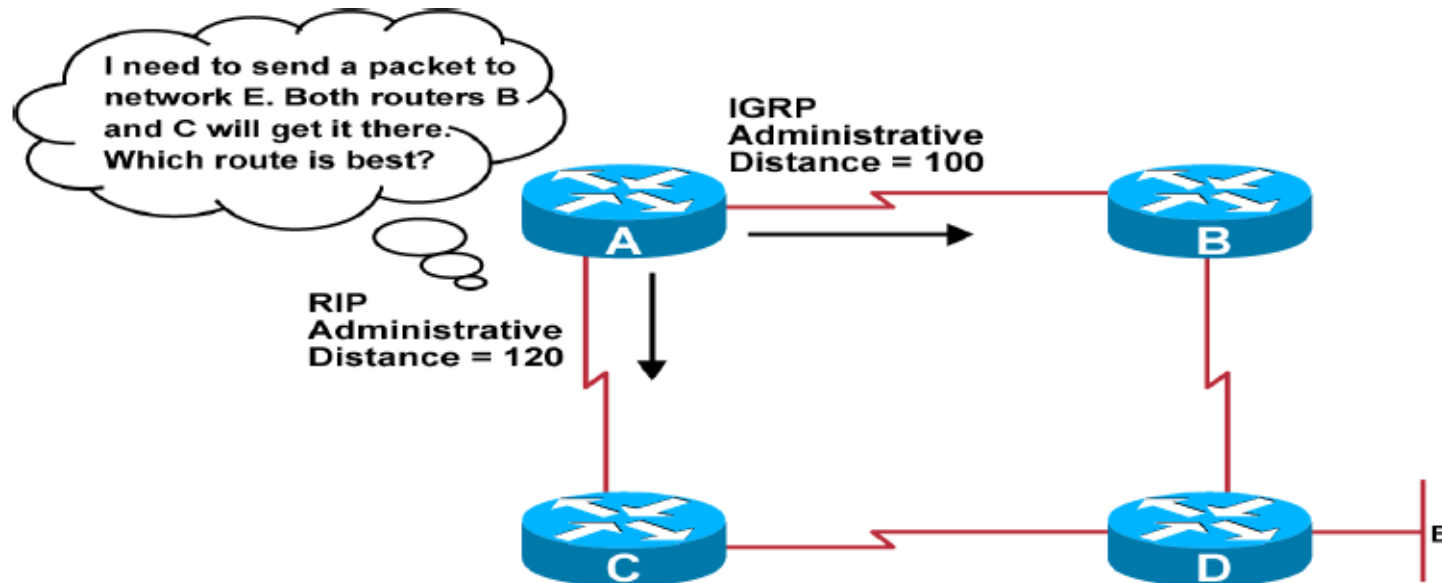 I need to send a packet to
network E. Both routers B
and C will get it there.
Which route is best?
IGRP
Administrative
Distance = 100
A
B
RIP
Administrative
Distance = 120
C
D
E